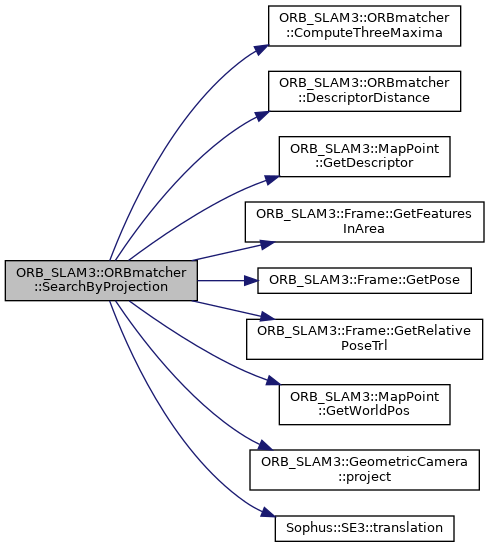 ORB_SLAM3::ORBmatcher
::SearchByProjection
ORB_SLAM3::ORBmatcher
::ComputeThreeMaxima
ORB_SLAM3::ORBmatcher
::DescriptorDistance
ORB_SLAM3::MapPoint
::GetDescriptor
ORB_SLAM3::Frame::GetFeatures
InArea
ORB_SLAM3::Frame::GetPose
ORB_SLAM3::Frame::GetRelative
PoseTrl
ORB_SLAM3::MapPoint
::GetWorldPos
ORB_SLAM3::GeometricCamera
::project
Sophus::SE3::translation